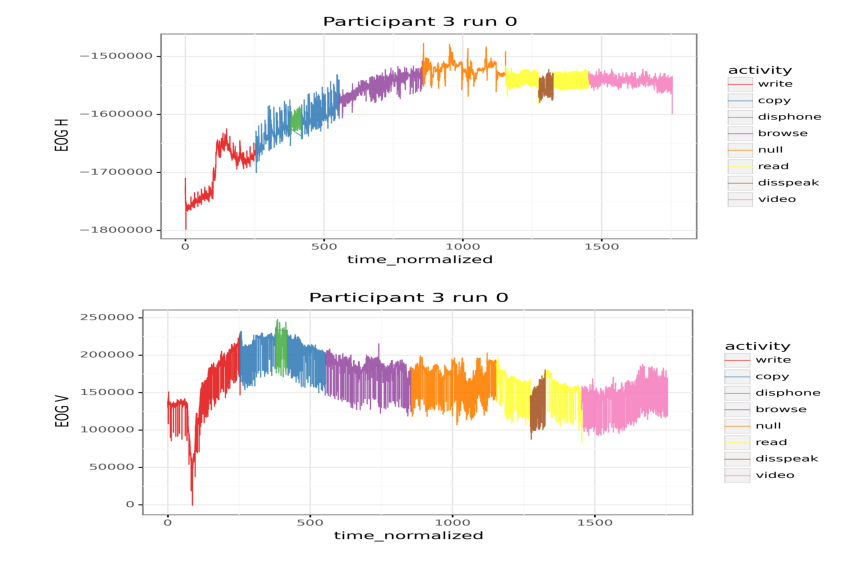 Participant 3 run 0
EOG H
−1500000
−1600000
−1700000
−1800000
0 500 1000 1500
time_normalized
activity
write
copy
disphone
browse
null
read
disspeak
video
Participant 3 run 0
EOG V
250000
200000
150000
100000
50000
0
0 500 1000 1500
time_normalized
activity
write
copy
disphone
browse
null
read
disspeak
video